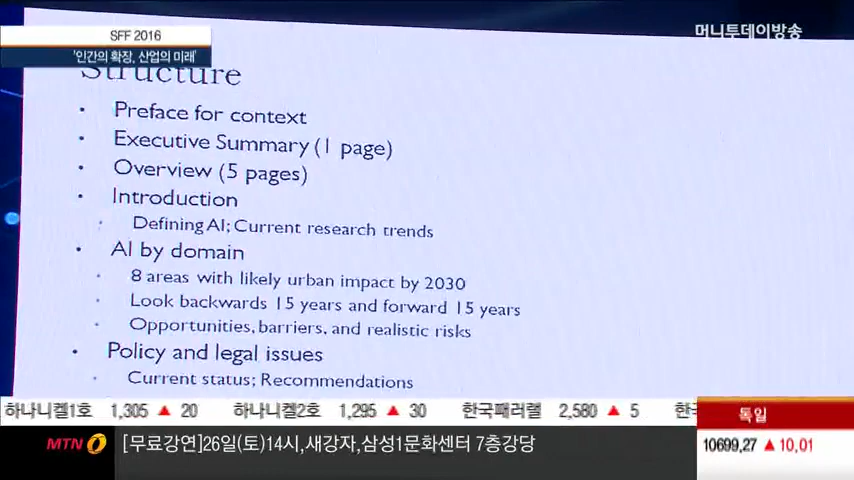 SFF 2016
'인간의 확장, 산업의 미래'
머니투데이방송
Structure
• Preface for context
• Executive Summary (1 page)
• Overview (5 pages)
• Introduction
• Defining AI; Current research trends
• AI by domain
• 8 areas with likely urban impact by 2030
• Look backwards 15 years and forward 15 years
• Opportunities, barriers, and realistic risks
• Policy and legal issues
• Current status; Recommendations
하나니켈1호 1,305 ▲ 20 하나니켈2호 1,295 ▲ 30 한국패러랠 2,580 ▲ 5
독일
MTN [무료강연]26일(토)14시,새강자,삼성1문화센터 7층강당
10699,27 ▲ 10,01